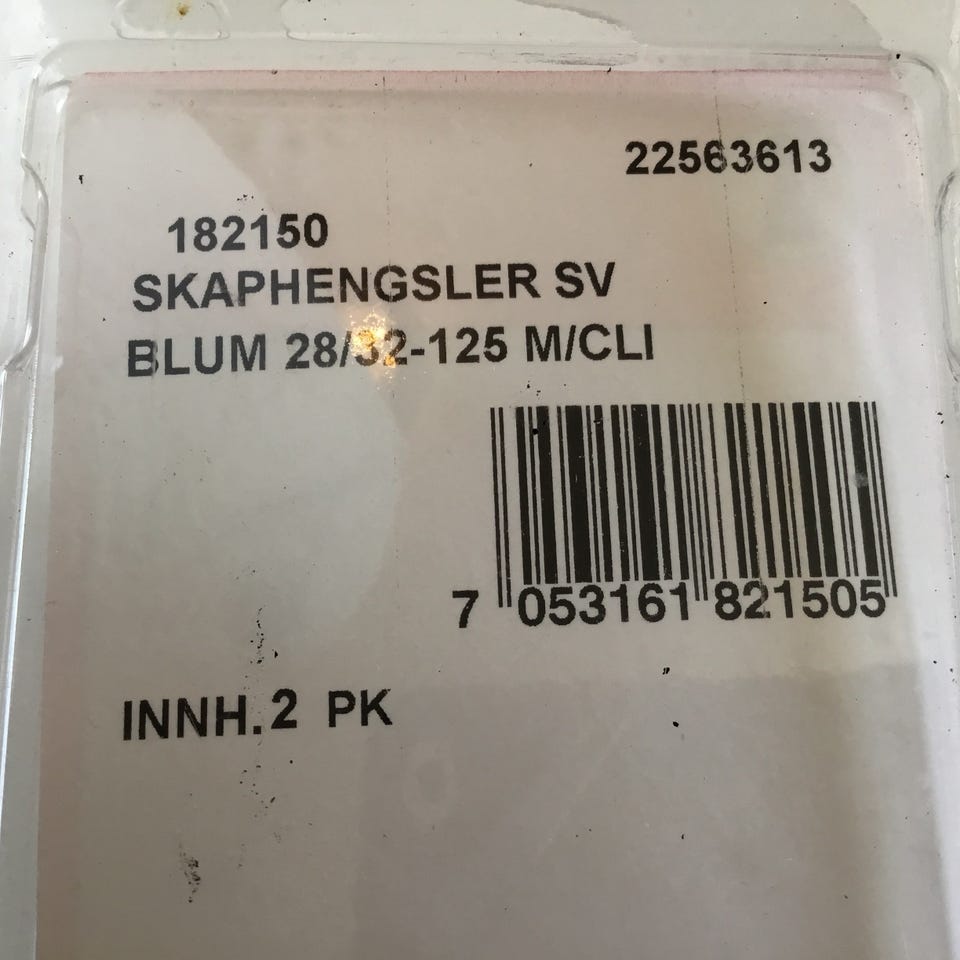 22563613
182150
SKAPHENGSLER SV
BLUM 28/32-125 M/CLI
7 053161 821505
INNH.2 PK